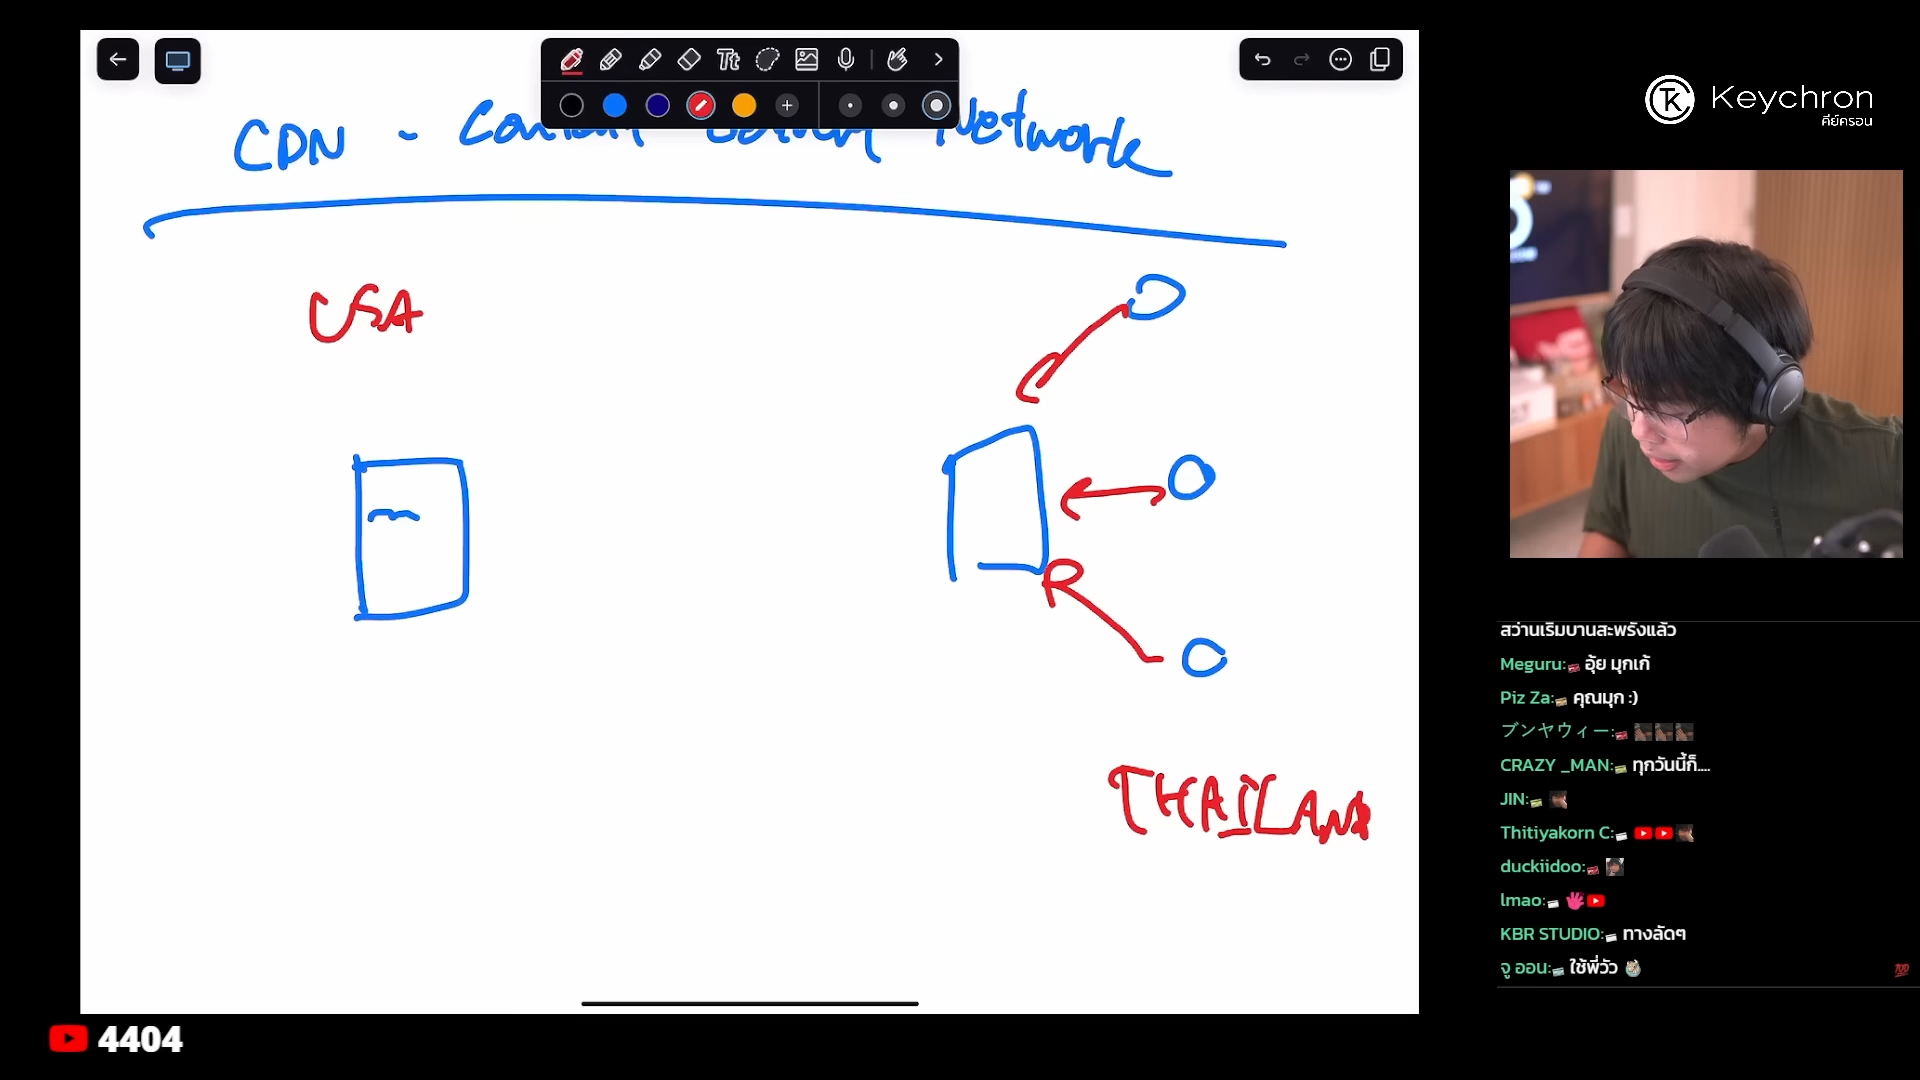 CDN - Content Network
USA
THAILAND
Tt
TK Keychron
คีย์ครอน
สว่านเริ่มบานสะพรั่งแล้ว
Meguru: อุ้ย มุกเก้
Piz Za: คุณมุก :)
ブンヤウィー:
CRAZY _MAN: ทุกวันนี้ก็....
JIN:
Thitiyakorn C:
duckiidoo:
lmao:
KBR STUDIO: ทางลัดๆ
จู ออน: ใช้พี่วัว
4404